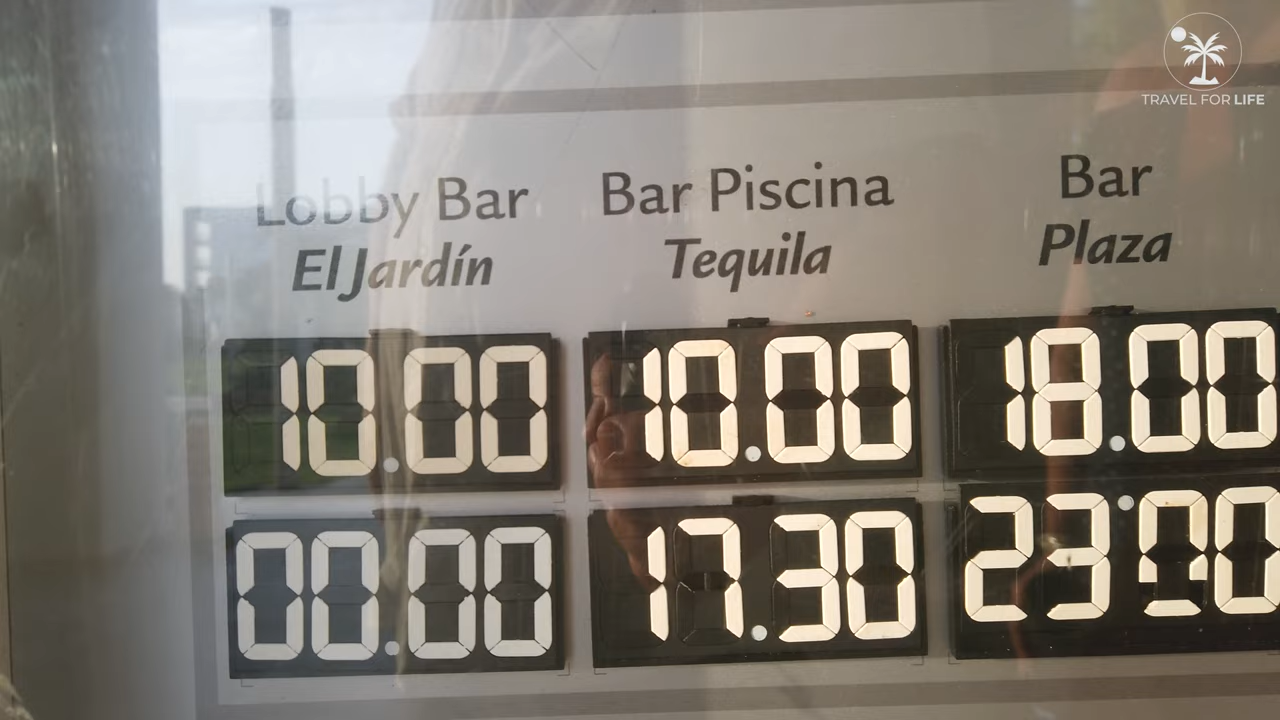 TRAVEL FOR LIFE
Lobby Bar
El Jardín
10.00
00.00
Bar Piscina
Tequila
10.00
17.30
Bar
Plaza
18.00
23.00